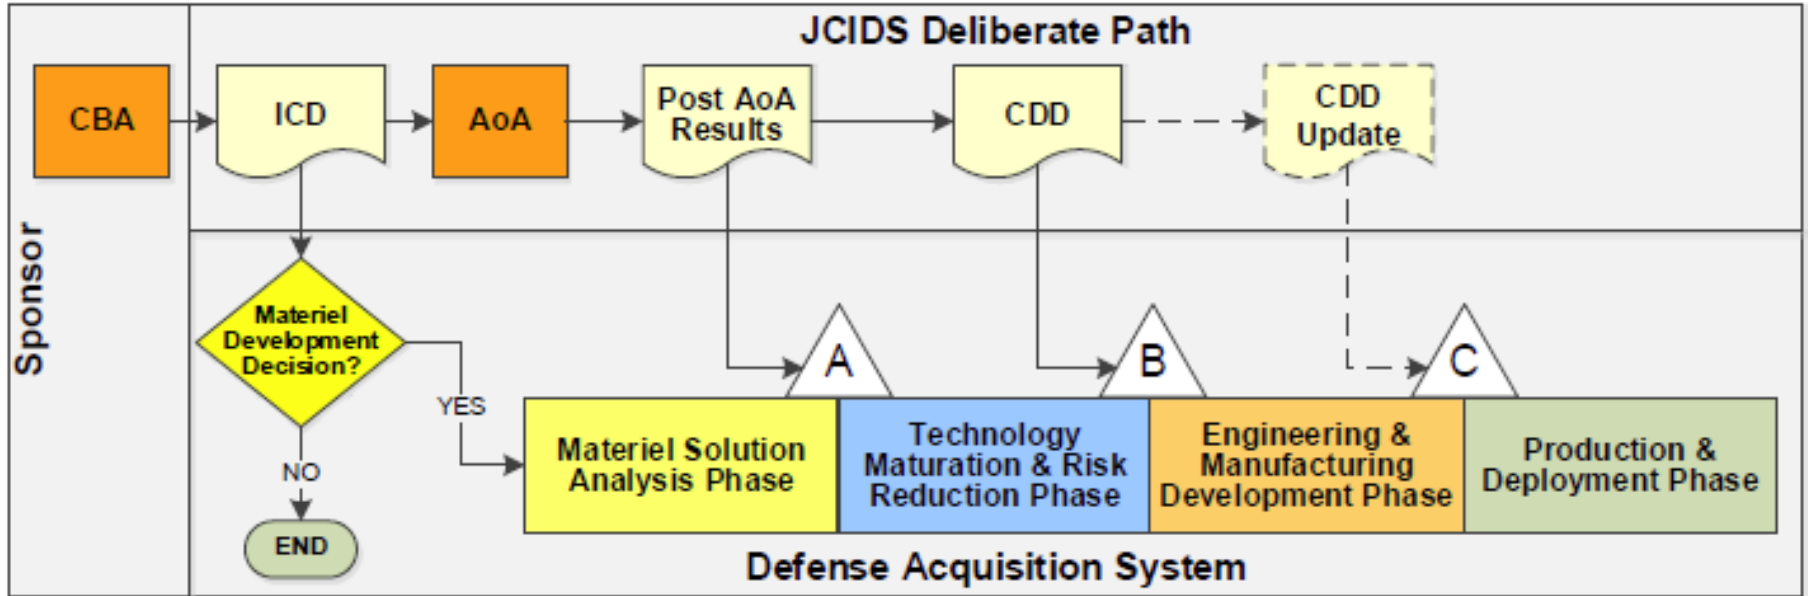 JCIDS Deliberate Path
CBA
ICD
AoA
Post AoA
Results
CDD
CDD
Update
Sponsor
Materiel
Development
Decision?
YES
NO
END
A
B
C
Materiel Solution
Analysis Phase
Technology
Maturation & Risk
Reduction Phase
Engineering &
Manufacturing
Development Phase
Production &
Deployment Phase
Defense Acquisition System